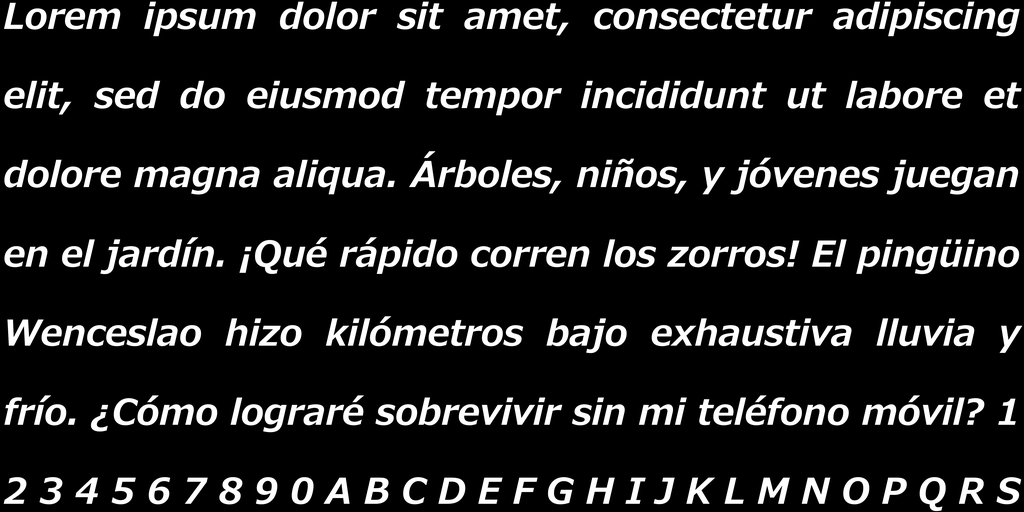 Lorem ipsum dolor sit amet, consectetur adipiscing
elit, sed do eiusmod tempor incididunt ut labore et
dolore magna aliqua. Árboles, niños, y jóvenes juegan
en el jardín. ¡Qué rápido corren los zorros! El pingüino
Wenceslao hizo kilómetros bajo exhaustiva lluvia y
frío. ¿Cómo lograré sobrevivir sin mi teléfono móvil? 1
2 3 4 5 6 7 8 9 0 A B C D E F G H I J K L M N O P Q R S